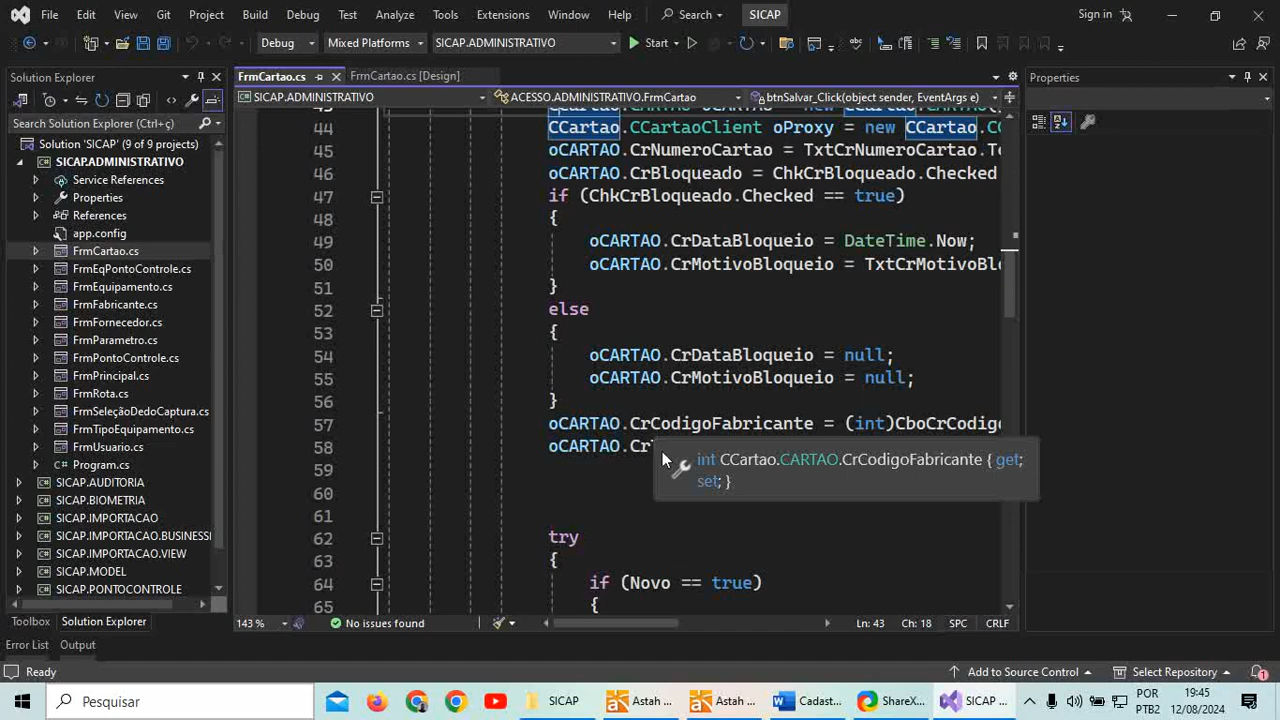 File Edit View Git Project Build Debug Test Analyze Tools Extensions Window Help Search SICAP Sign in
Debug Mixed Platforms SICAP.ADMINISTRATIVO Start
Solution Explorer
Search Solution Explorer (Ctrl+ç)
Solution 'SICAP' (9 of 9 projects)
SICAP.ADMINISTRATIVO
Service References
Properties
References
app.config
FrmCartao.cs
FrmEqPontoControle.cs
FrmEquipamento.cs
FrmFabricante.cs
FrmFornecedor.cs
FrmParametro.cs
FrmPontoControle.cs
FrmPrincipal.cs
FrmRota.cs
FrmSeleçãoDedoCaptura.cs
FrmTipoEquipamento.cs
FrmUsuario.cs
Program.cs
SICAP.AUDITORIA
SICAP.BIOMETRIA
SICAP.IMPORTACAO
SICAP.IMPORTACAO.BUSINESS
SICAP.IMPORTACAO.VIEW
SICAP.MODEL
SICAP.PONTOCONTROLE
Toolbox Solution Explorer
FrmCartao.cs FrmCartao.cs [Design]
SICAP.ADMINISTRATIVO ACESSO.ADMINISTRATIVO.FrmCartao btnSalvar_Click(object sender, EventArgs e)
44 CCartao.CCartaoClient oProxy = new CCartao.CC
45 oCARTAO.CrNumeroCartao = TxtCrNumeroCartao.Te
46 oCARTAO.CrBloqueado = ChkCrBloqueado.Checked
47 if (ChkCrBloqueado.Checked == true)
48 {
49 oCARTAO.CrDataBloqueio = DateTime.Now;
50 oCARTAO.CrMotivoBloqueio = TxtCrMotivoBl
51 }
52 else
53 {
54 oCARTAO.CrDataBloqueio = null;
55 oCARTAO.CrMotivoBloqueio = null;
56 }
57 oCARTAO.CrCodigoFabricante = (int)CboCrCodigo
58 oCARTAO.Cr
int CCartao.CARTAO.CrCodigoFabricante { get;
set; }
59
60
61
62 try
63 {
64 if (Novo == true)
65 {
143 % No issues found Ln: 43 Ch: 18 SPC CRLF
Properties
Error List Output
Ready Add to Source Control Select Repository 1
Pesquisar SICAP Astah ... Astah ... Cadast... ShareX... SICAP ... POR PTB2 19:45 12/08/2024